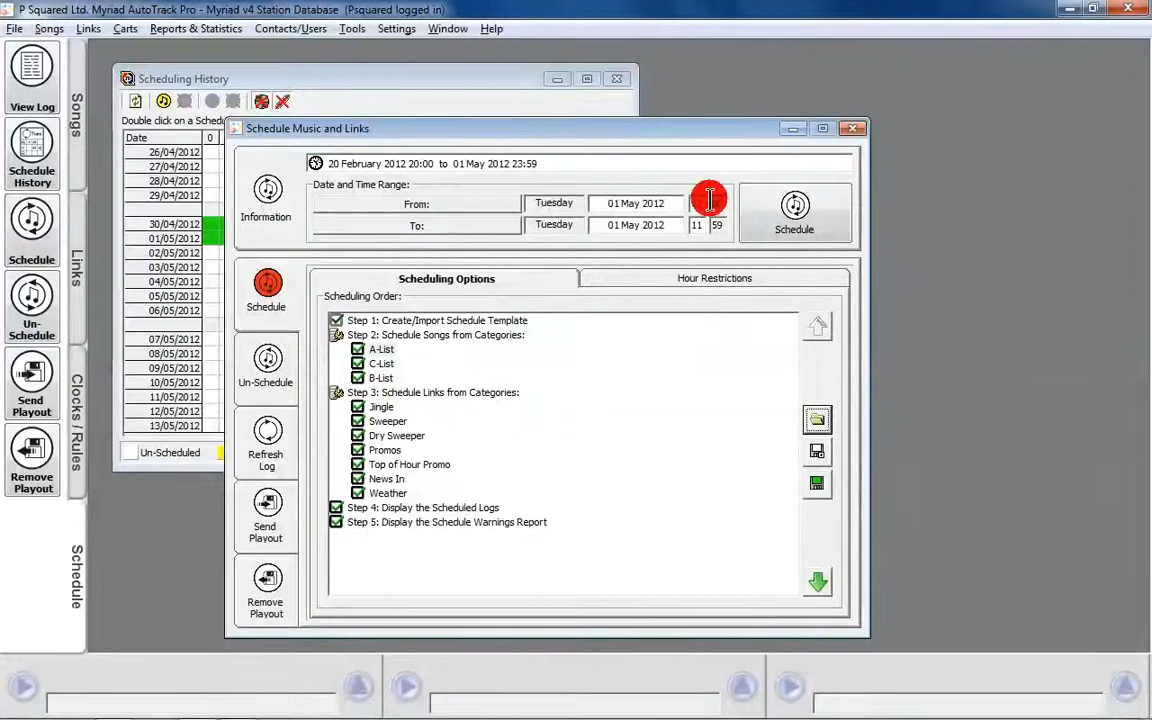 P Squared Ltd. Myriad AutoTrack Pro - Myriad v4 Station Database (Psquared logged in)
File Songs Links Carts Reports & Statistics Contacts/Users Tools Settings Window Help
View Log
Schedule History
Schedule
Un-Schedule
Send Playout
Remove Playout
Songs
Links
Clocks / Rules
Schedule
Scheduling History
Double click on a Sched
Date 0
26/04/2012
27/04/2012
28/04/2012
29/04/2012
30/04/2012
01/05/2012
02/05/2012
03/05/2012
04/05/2012
05/05/2012
06/05/2012
07/05/2012
08/05/2012
09/05/2012
10/05/2012
11/05/2012
12/05/2012
13/05/2012
Un-Scheduled
Schedule Music and Links
20 February 2012 20:00 to 01 May 2012 23:59
Date and Time Range:
From: Tuesday 01 May 2012
To: Tuesday 01 May 2012 11 59
Schedule
Information
Schedule
Un-Schedule
Refresh Log
Send Playout
Remove Playout
Scheduling Options Hour Restrictions
Scheduling Order:
Step 1: Create/Import Schedule Template
Step 2: Schedule Songs from Categories:
A-List
C-List
B-List
Step 3: Schedule Links from Categories:
Jingle
Sweeper
Dry Sweeper
Promos
Top of Hour Promo
News In
Weather
Step 4: Display the Scheduled Logs
Step 5: Display the Schedule Warnings Report